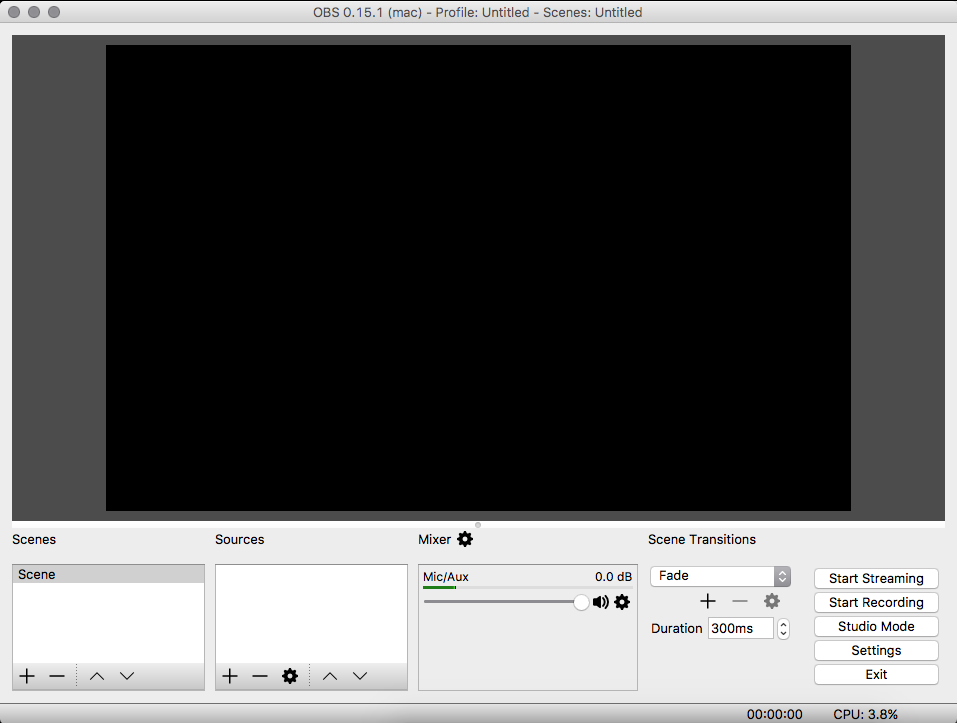 OBS 0.15.1 (mac) - Profile: Untitled - Scenes: Untitled
Scenes
Scene
Sources
Mixer
Mic/Aux 0.0 dB
Scene Transitions
Fade
Duration 300ms
Start Streaming
Start Recording
Studio Mode
Settings
Exit
00:00:00 CPU: 3.8%